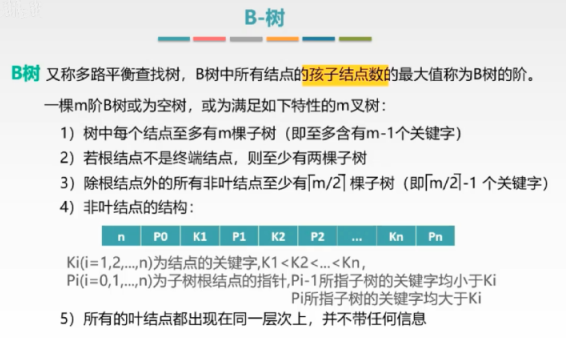 B-树
B树 又称多路平衡查找树，B树中所有结点的孩子结点数的最大值称为B树的阶。
一棵m阶B树或为空树，或为满足如下特性的m叉树：
1）树中每个结点至多有m棵子树（即至多含有m-1个关键字）
2）若根结点不是终端结点，则至少有两棵子树
3）除根结点外的所有非叶结点至少有⌈m/2⌉ 棵子树（即⌈m/2⌉-1 个关键字）
4）非叶结点的结构：
n P0 K1 P1 K2 P2 ... Kn Pn
Ki(i=1,2,...,n)为结点的关键字,K1<K2<...<Kn，
Pi(i=0,1,...,n)为子树根结点的指针,Pi-1所指子树的关键字均小于Ki
Pi所指子树的关键字均大于Ki
5）所有的叶结点都出现在同一层次上，并不带任何信息